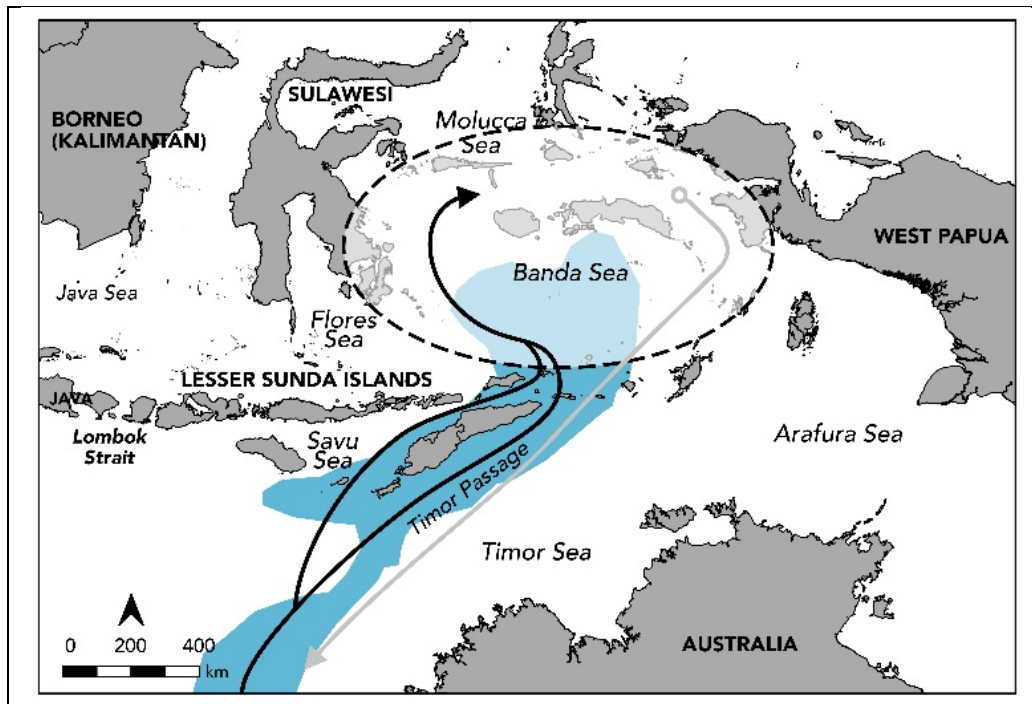 SULAWESI
BORNEO
(KALIMANTAN)
Molucca
Sea
WEST PAPUA
Banda Sea
Java Sea
Flores
Sea
LESSER SUNDA ISLANDS
JAVA
Lombok
Strait
Savu
Sea
Arafura Sea
Timor Passage
Timor Sea
0 200 400
km
AUSTRALIA